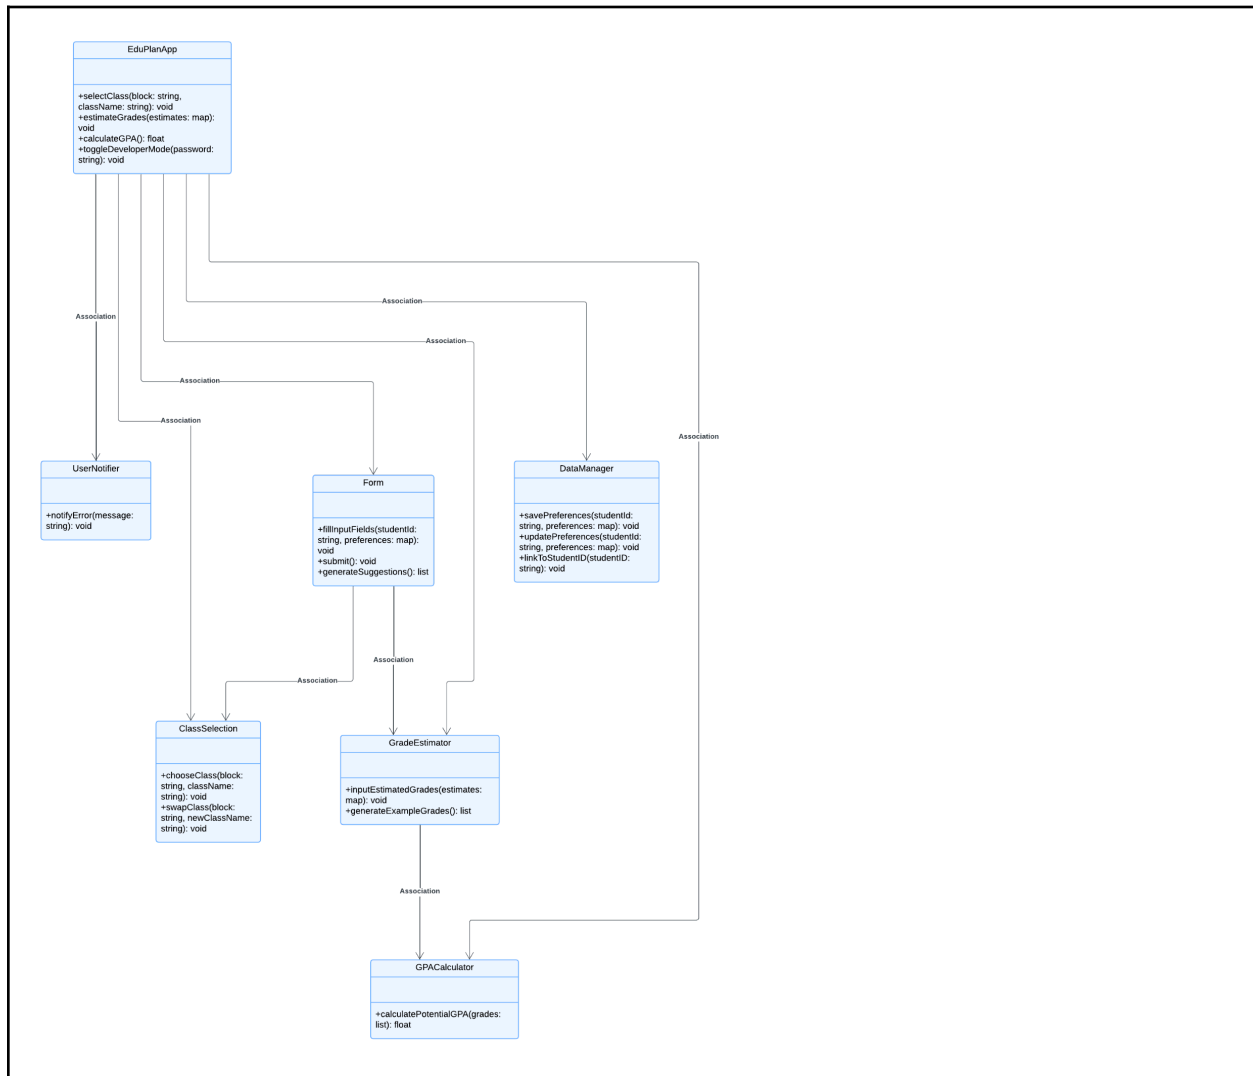 EduPlanApp
+selectClass(block: string,
className: string): void
+estimateGrades(estimates: map):
void
+calculateGPA(): float
+toggleDeveloperMode(password:
string): void
Association
Association
Association
Association
Association
Association
UserNotifier
+notifyError(message:
string): void
Form
+fillInputFields(studentId:
string, preferences: map):
void
+submit(): void
+generateSuggestions(): list
DataManager
+savePreferences(studentId:
string, preferences: map): void
+updatePreferences(studentId:
string, preferences: map): void
+linkToStudentID(studentID:
string): void
Association
Association
ClassSelection
+chooseClass(block:
string, className:
string): void
+swapClass(block:
string, newClassName:
string): void
GradeEstimator
+inputEstimatedGrades(estimates:
map): void
+generateExampleGrades(): list
Association
GPACalculator
+calculatePotentialGPA(grades:
list): float